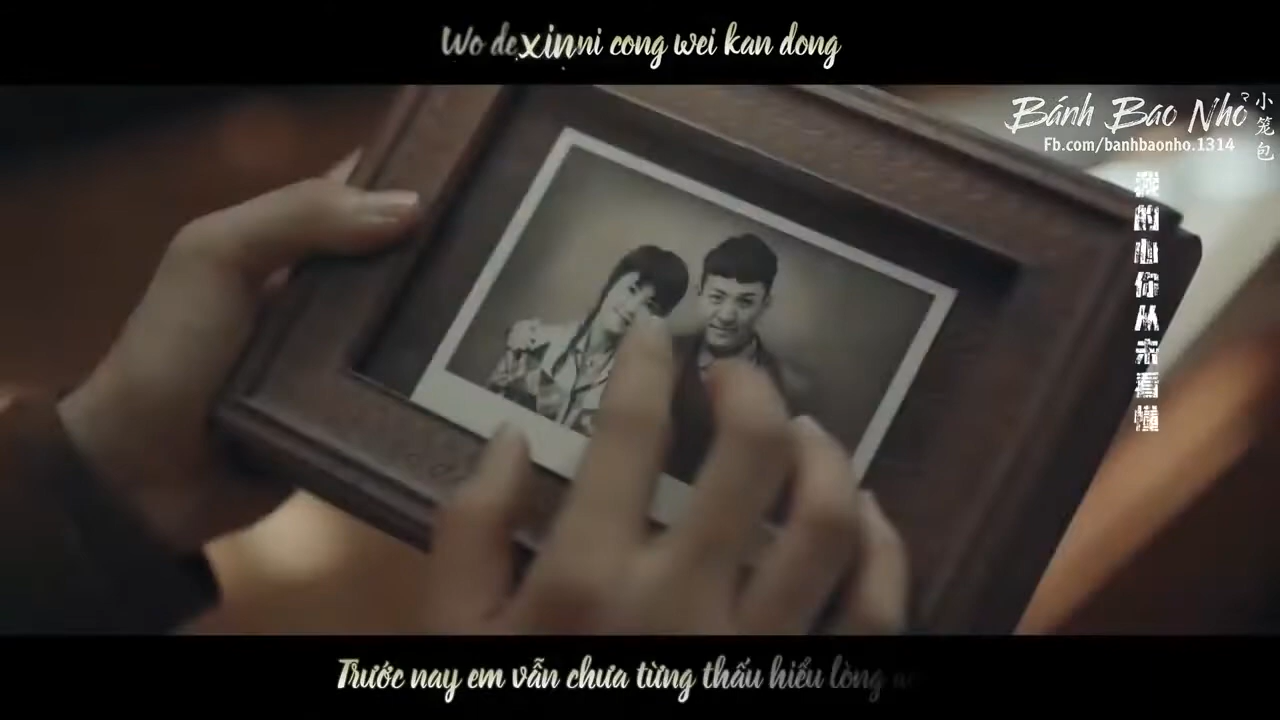 Wo de xin ni cong wei kan dong
Bánh Bao Nhỏ
小笼包
Fb.com/banhbaonho.1314
我的心你从未看懂
Trước nay em vẫn chưa từng thấu hiểu lòng